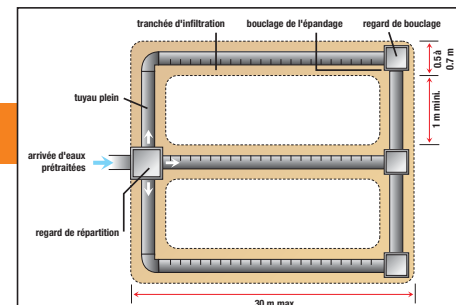 tranchée d'infiltration
bouclage de l'épandage
regard de bouclage
0.5 à
0.7 m
1 m mini.
tuyau plein
arrivée d'eaux
prétraitées
regard de répartition
30 m max.